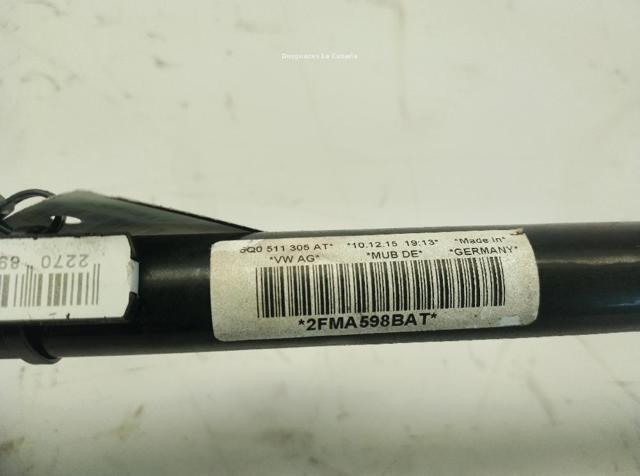 Desguaces La Cabaña
511 305 AT* *10.12.15 19:13* *Made in*
*VW AG* *MUB DE* *GERMANY*
*2FMA598BAT*
2270